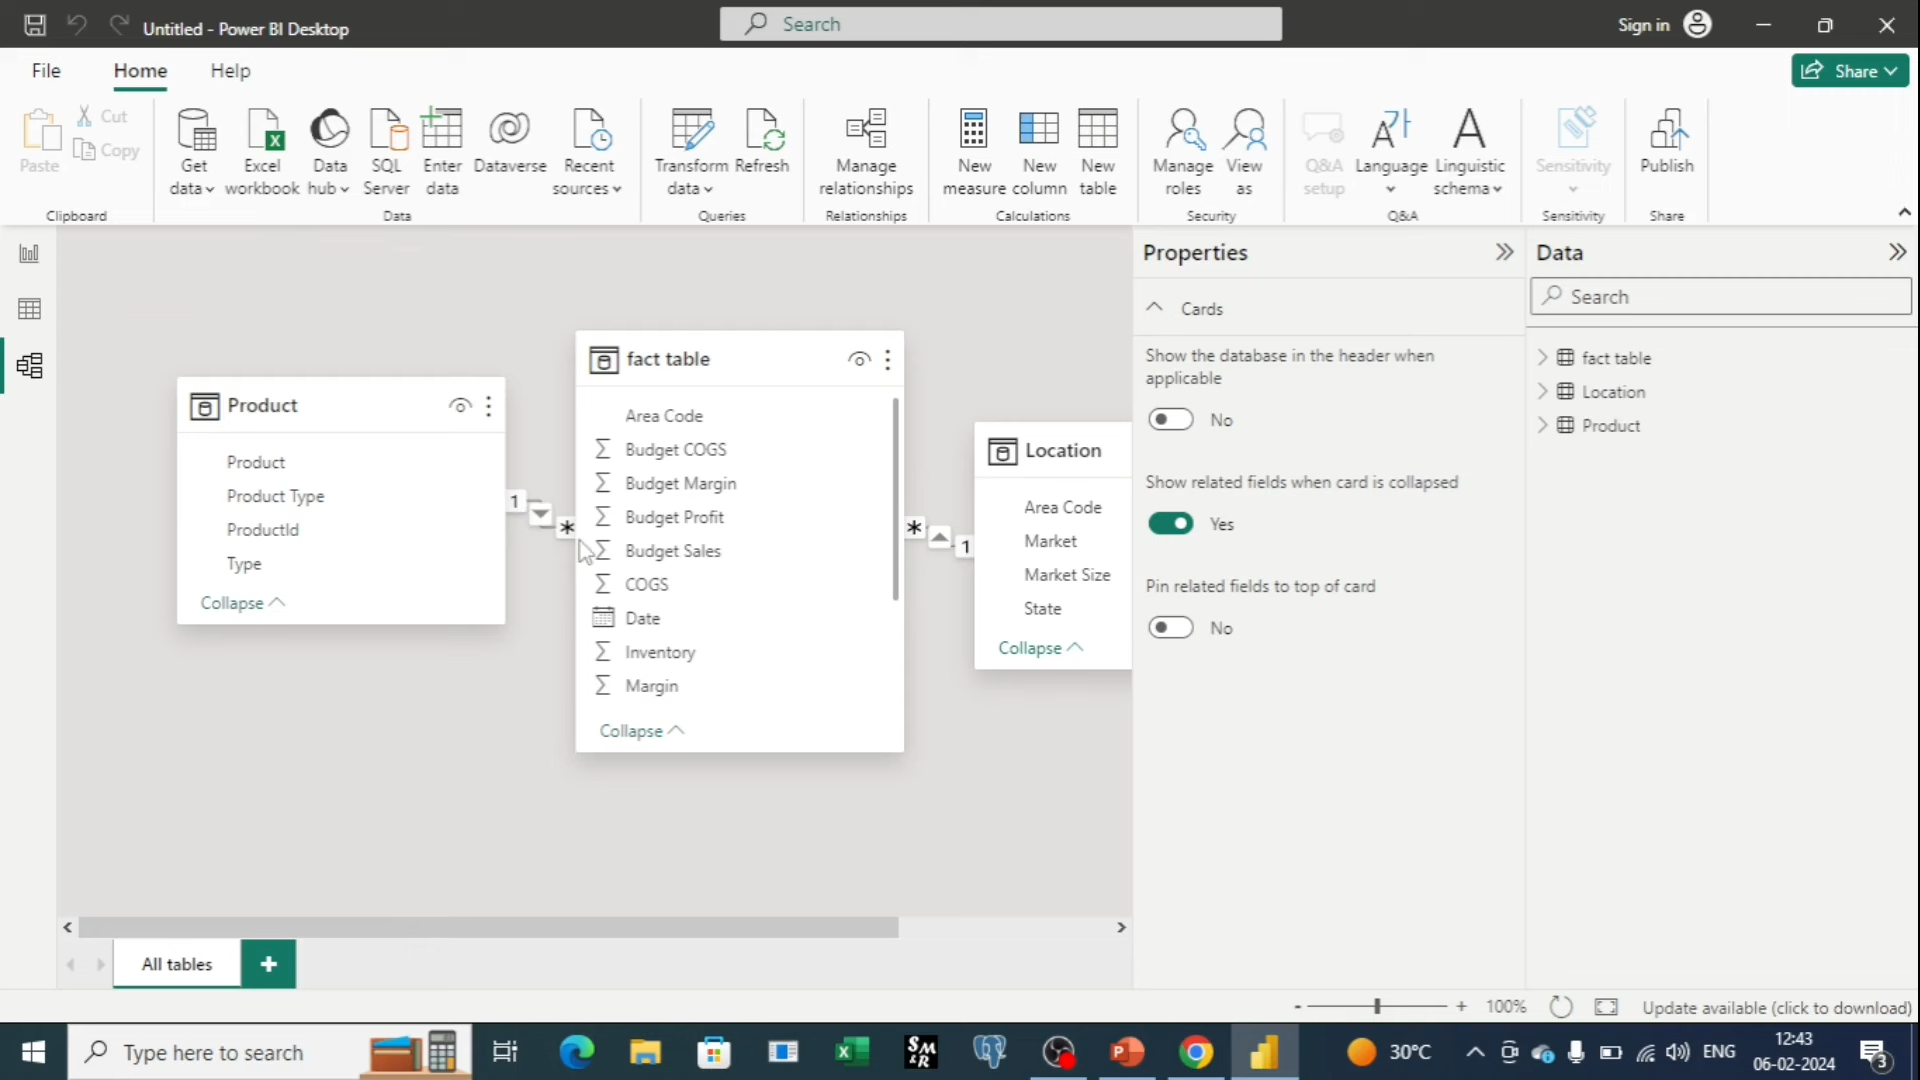 Untitled - Power BI Desktop
Search
Sign in
File
Home
Help
Share
Paste
Cut
Copy
Clipboard
Get data
Excel workbook
Data hub
SQL Server
Enter data
Dataverse
Recent sources
Data
Transform data
Refresh
Queries
Manage relationships
Relationships
New measure
New column
New table
Calculations
Manage roles
View as
Security
Q&A setup
Language
Linguistic schema
Q&A
Sensitivity
Sensitivity
Publish
Share
Product
Product
Product Type
ProductId
Type
Collapse
1
*
fact table
Area Code
Σ Budget COGS
Σ Budget Margin
Σ Budget Profit
Σ Budget Sales
Σ COGS
Date
Σ Inventory
Σ Margin
Collapse
*
1
Location
Area Code
Market
Market Size
State
Collapse
Properties
Cards
Show the database in the header when
applicable
No
Show related fields when card is collapsed
Yes
Pin related fields to top of card
No
Data
Search
fact table
Location
Product
All tables
+
- + 100%
Update available (click to download)
Type here to search
SM
&R
30°C
ENG
12:43
06-02-2024
3